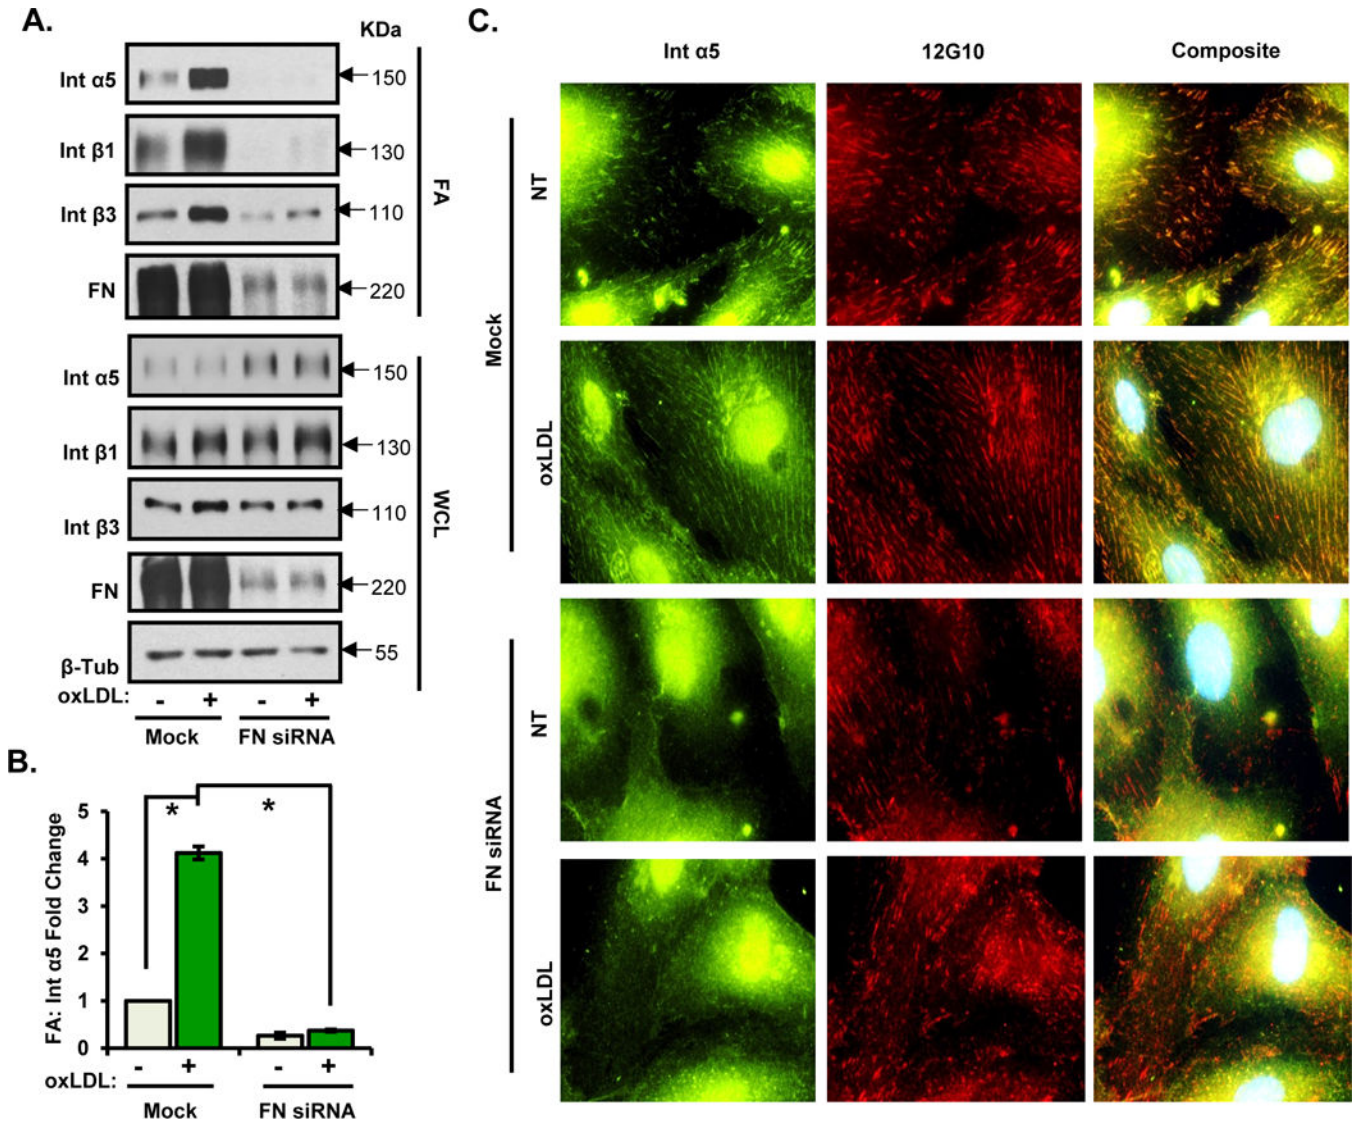 A.
KDa
Int α5
150
Int β1
130
Int β3
110
FN
220
FA
Int α5
150
Int β1
130
Int β3
110
FN
220
β-Tub
55
WCL
oxLDL: - + - +
Mock FN siRNA
B.
FA: Int α5 Fold Change
5
4
4
2
1
0
* *
oxLDL: - + - +
Mock FN siRNA
C.
Int α5 12G10 Composite
Mock
NT
oxLDL
FN siRNA
NT
oxLDL